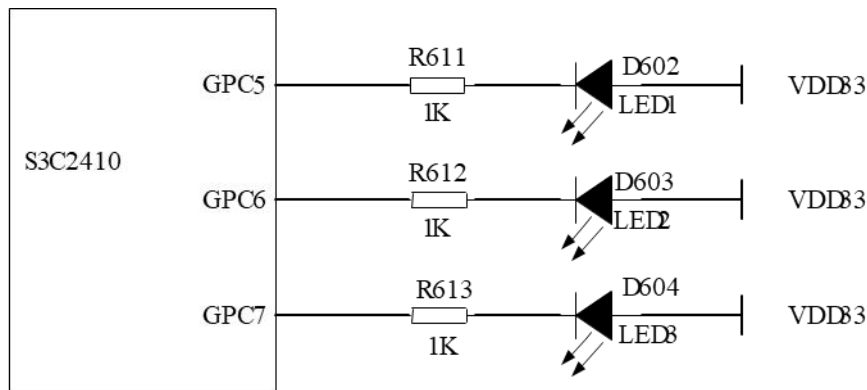 R611
D602
GPC5
VDD33
1K
LED1
S3C2410
R612
D603
GPC6
VDD33
1K
LED2
R613
D604
GPC7
VDD33
1K
LED3